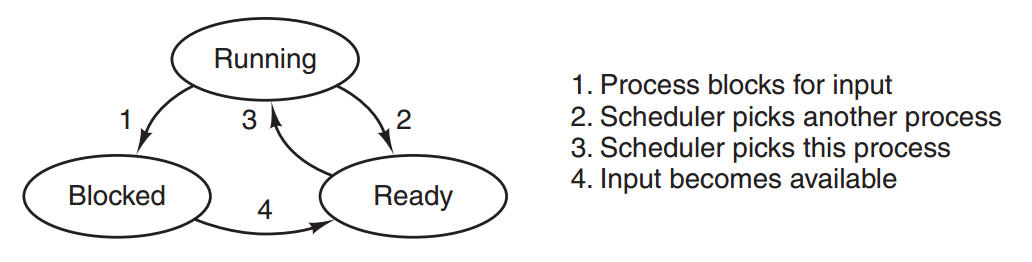 Running
1
3
2
Blocked
4
Ready
1. Process blocks for input
2. Scheduler picks another process
3. Scheduler picks this process
4. Input becomes available